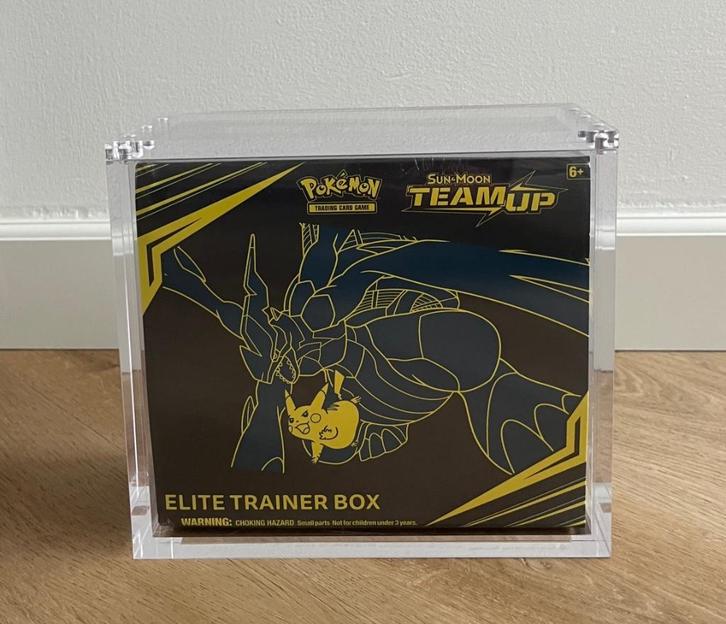 Pokémon
TRADING CARD GAME
SUN & MOON
TEAM UP
6+
ELITE TRAINER BOX
WARNING: CHOKING HAZARD Small parts Not for children under 3 years.